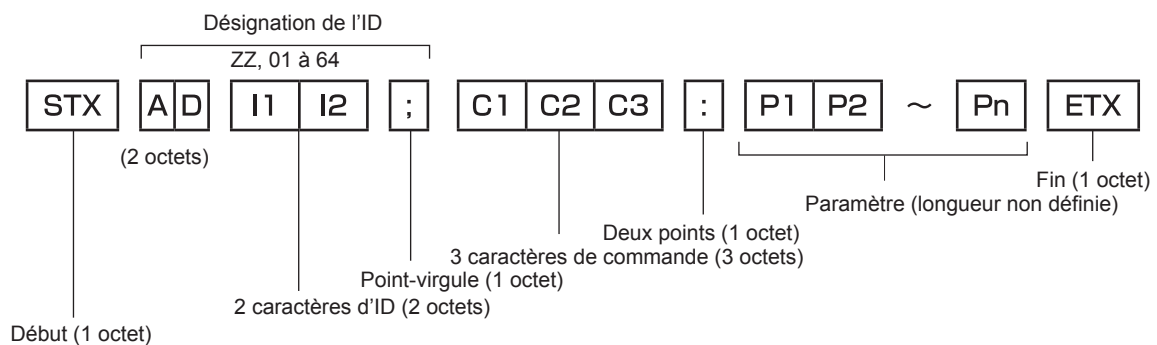 Désignation de l'ID
ZZ, 01 à 64
STX A D I1 I2 ; C1 C2 C3 : P1 P2 ～ Pn ETX
(2 octets)
Fin (1 octet)
Paramètre (longueur non définie)
Deux points (1 octet)
3 caractères de commande (3 octets)
Point-virgule (1 octet)
2 caractères d'ID (2 octets)
Début (1 octet)